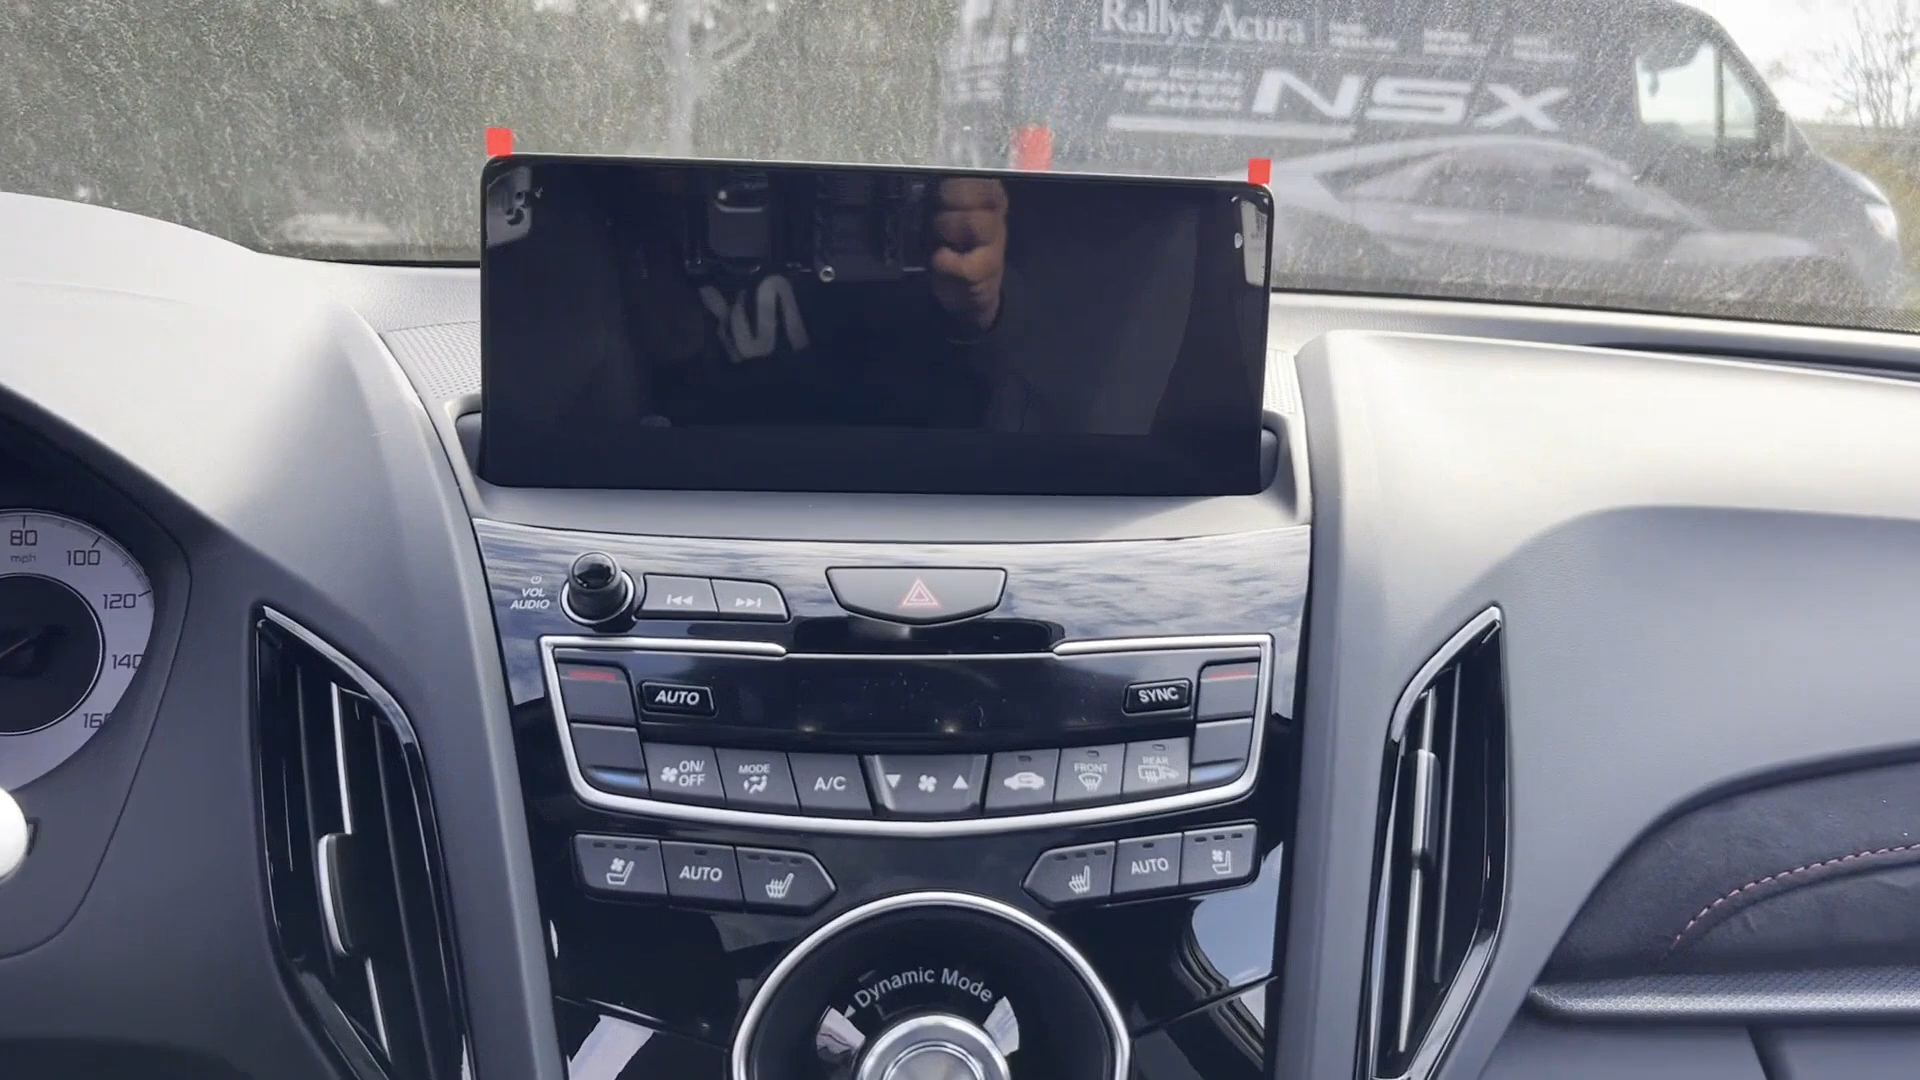 Rallye Acura
NSX
80
mph
100
120
140
160
VOL
AUDIO
AUTO
SYNC
ON/
OFF
MODE
A/C
FRONT
REAR
AUTO
AUTO
Dynamic Mode